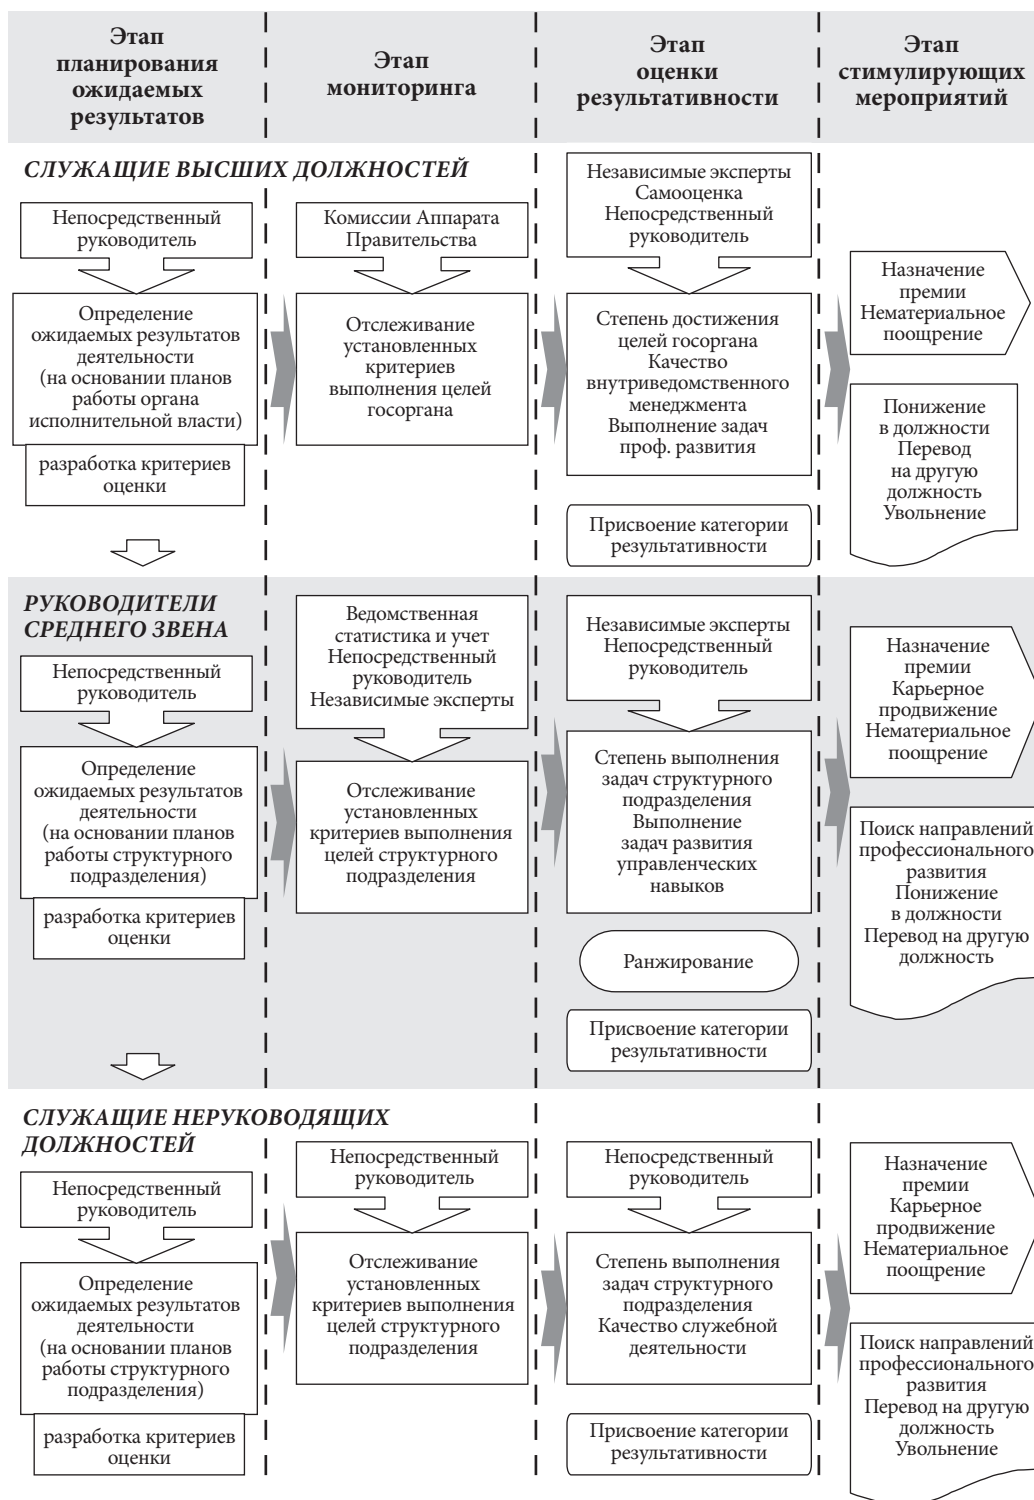 Этап
планирования
ожидаемых
результатов
Этап
мониторинга
Этап
оценки
результативности
Этап
стимулирующих
мероприятий
СЛУЖАЩИЕ ВЫСШИХ ДОЛЖНОСТЕЙ
Непосредственный
руководитель
Определение
ожидаемых результатов
деятельности
(на основании планов
работы органа
исполнительной власти)
разработка критериев
оценки
Комиссии Аппарата
Правительства
Отслеживание
установленных
критериев
выполнения целей
госоргана
Независимые эксперты
Самооценка
Непосредственный
руководитель
Степень достижения
целей госоргана
Качество
внутриведомственного
менеджмента
Выполнение задач
проф. развития
Присвоение категории
результативности
Назначение
премии
Нематериальное
поощрение
Понижение
в должности
Перевод
на другую
должность
Увольнение
РУКОВОДИТЕЛИ
СРЕДНЕГО ЗВЕНА
Непосредственный
руководитель
Определение
ожидаемых результатов
деятельности
(на основании планов
работы структурного
подразделения)
разработка критериев
оценки
Ведомственная
статистика и учет
Непосредственный
руководитель
Независимые эксперты
Отслеживание
установленных
критериев выполнения
целей структурного
подразделения
Независимые эксперты
Непосредственный
руководитель
Степень выполнения
задач структурного
подразделения
Выполнение
задач развития
управленческих
навыков
Ранжирование
Присвоение категории
результативности
Назначение
премии
Карьерное
продвижение
Нематериальное
поощрение
Поиск направлений
профессионального
развития
Понижение
в должности
Перевод на другую
должность
СЛУЖАЩИЕ НЕРУКОВОДЯЩИХ
ДОЛЖНОСТЕЙ
Непосредственный
руководитель
Определение
ожидаемых результатов
деятельности
(на основании планов
работы структурного
подразделения)
разработка критериев
оценки
Непосредственный
руководитель
Отслеживание
установленных
критериев выполнения
целей структурного
подразделения
Непосредственный
руководитель
Степень выполнения
задач структурного
подразделения
Качество служебной
деятельности
Присвоение категории
результативности
Назначение
премии
Карьерное
продвижение
Нематериальное
поощрение
Поиск направлений
профессионального
развития
Перевод на другую
должность
Увольнение